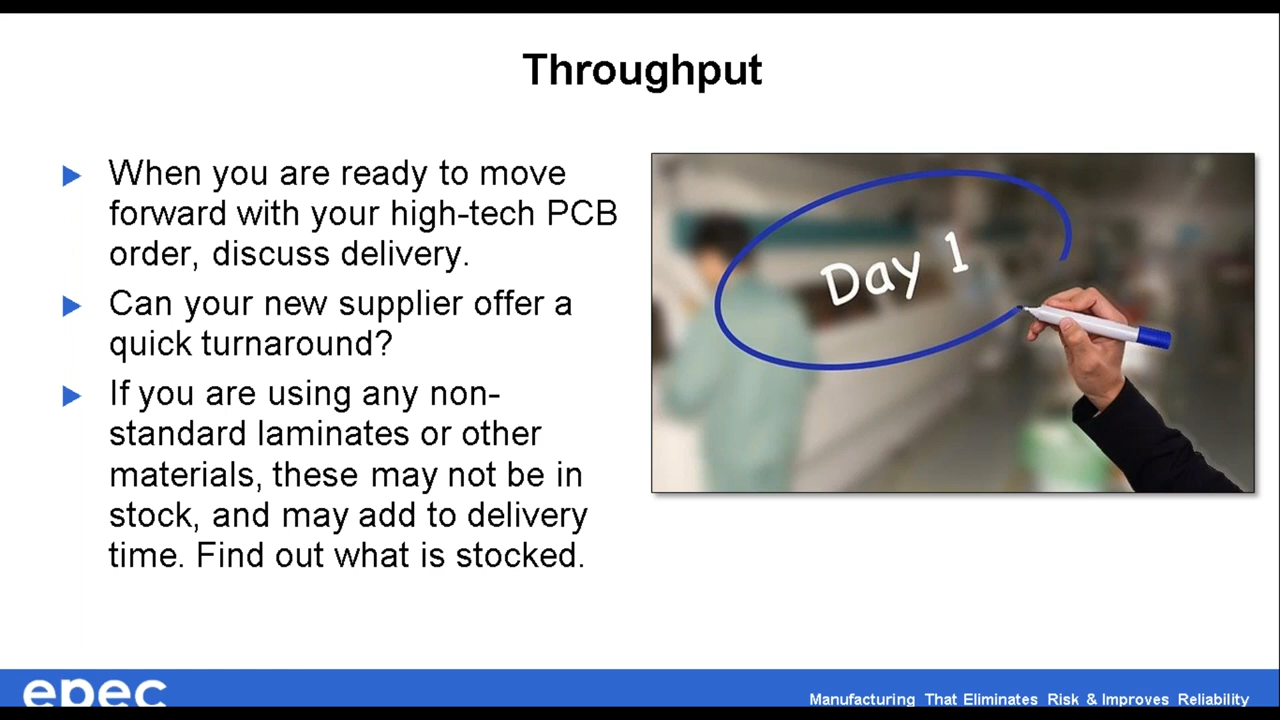 Throughput
When you are ready to move
forward with your high-tech PCB
order, discuss delivery.
Can your new supplier offer a
quick turnaround?
If you are using any non-
standard laminates or other
materials, these may not be in
stock, and may add to delivery
time. Find out what is stocked.
Day 1
epec
Manufacturing That Eliminates Risk & Improves Reliability